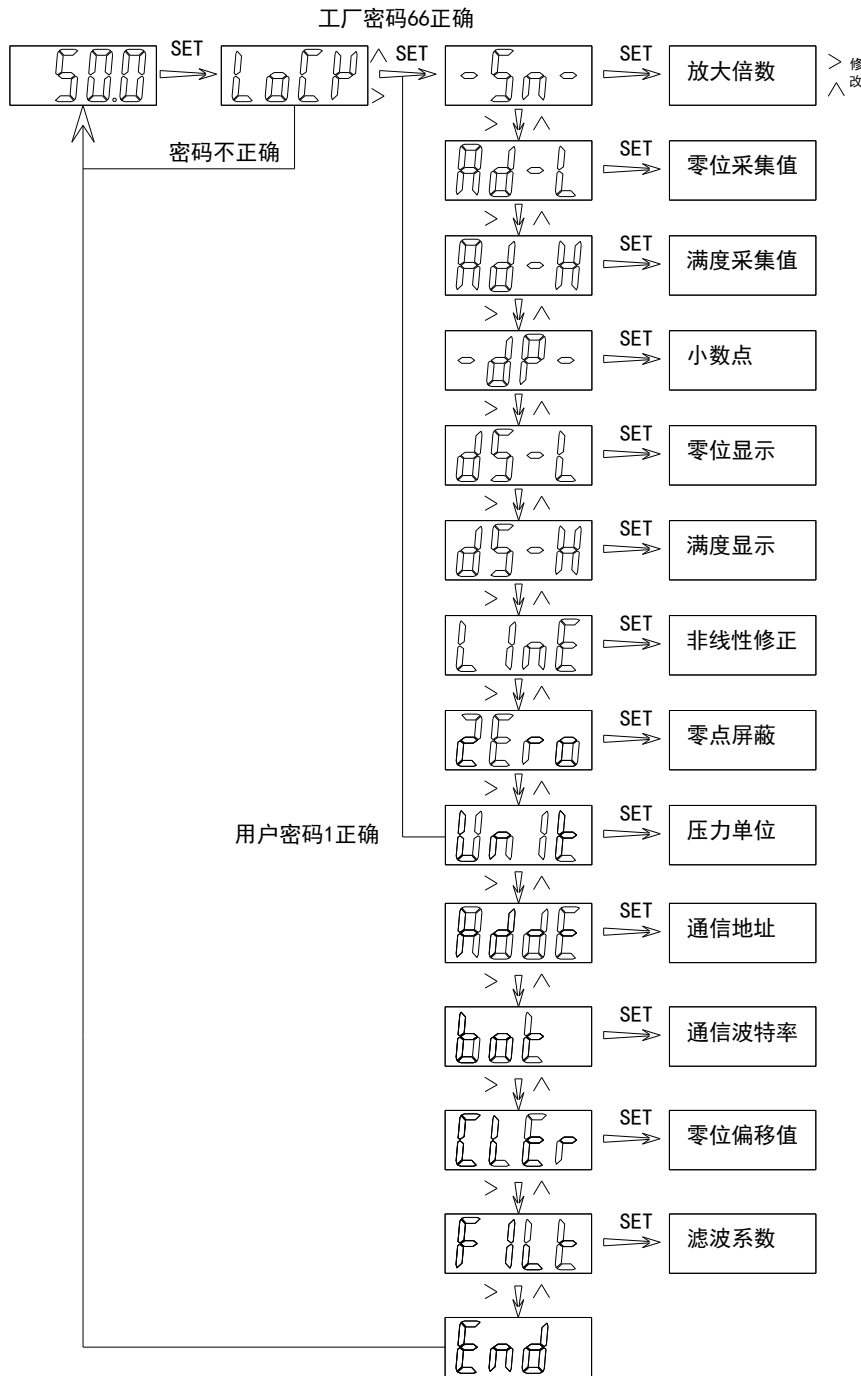 工厂密码66正确
50.0 SET LoCK ∧ > SET -Sn- SET 放大倍数 > ∧ 修改
密码不正确
> ∧
Ad-L SET 零位采集值
> ∧
Ad-H SET 满度采集值
> ∧
-dP- SET 小数点
> ∧
dS-L SET 零位显示
> ∧
dS-H SET 满度显示
> ∧
LInE SET 非线性修正
> ∧
ZEro SET 零点屏蔽
> ∧
用户密码1正确 UnIt SET 压力单位
> ∧
AddE SET 通信地址
> ∧
bot SET 通信波特率
> ∧
CLEr SET 零位偏移值
> ∧
FILt SET 滤波系数
> ∧
End